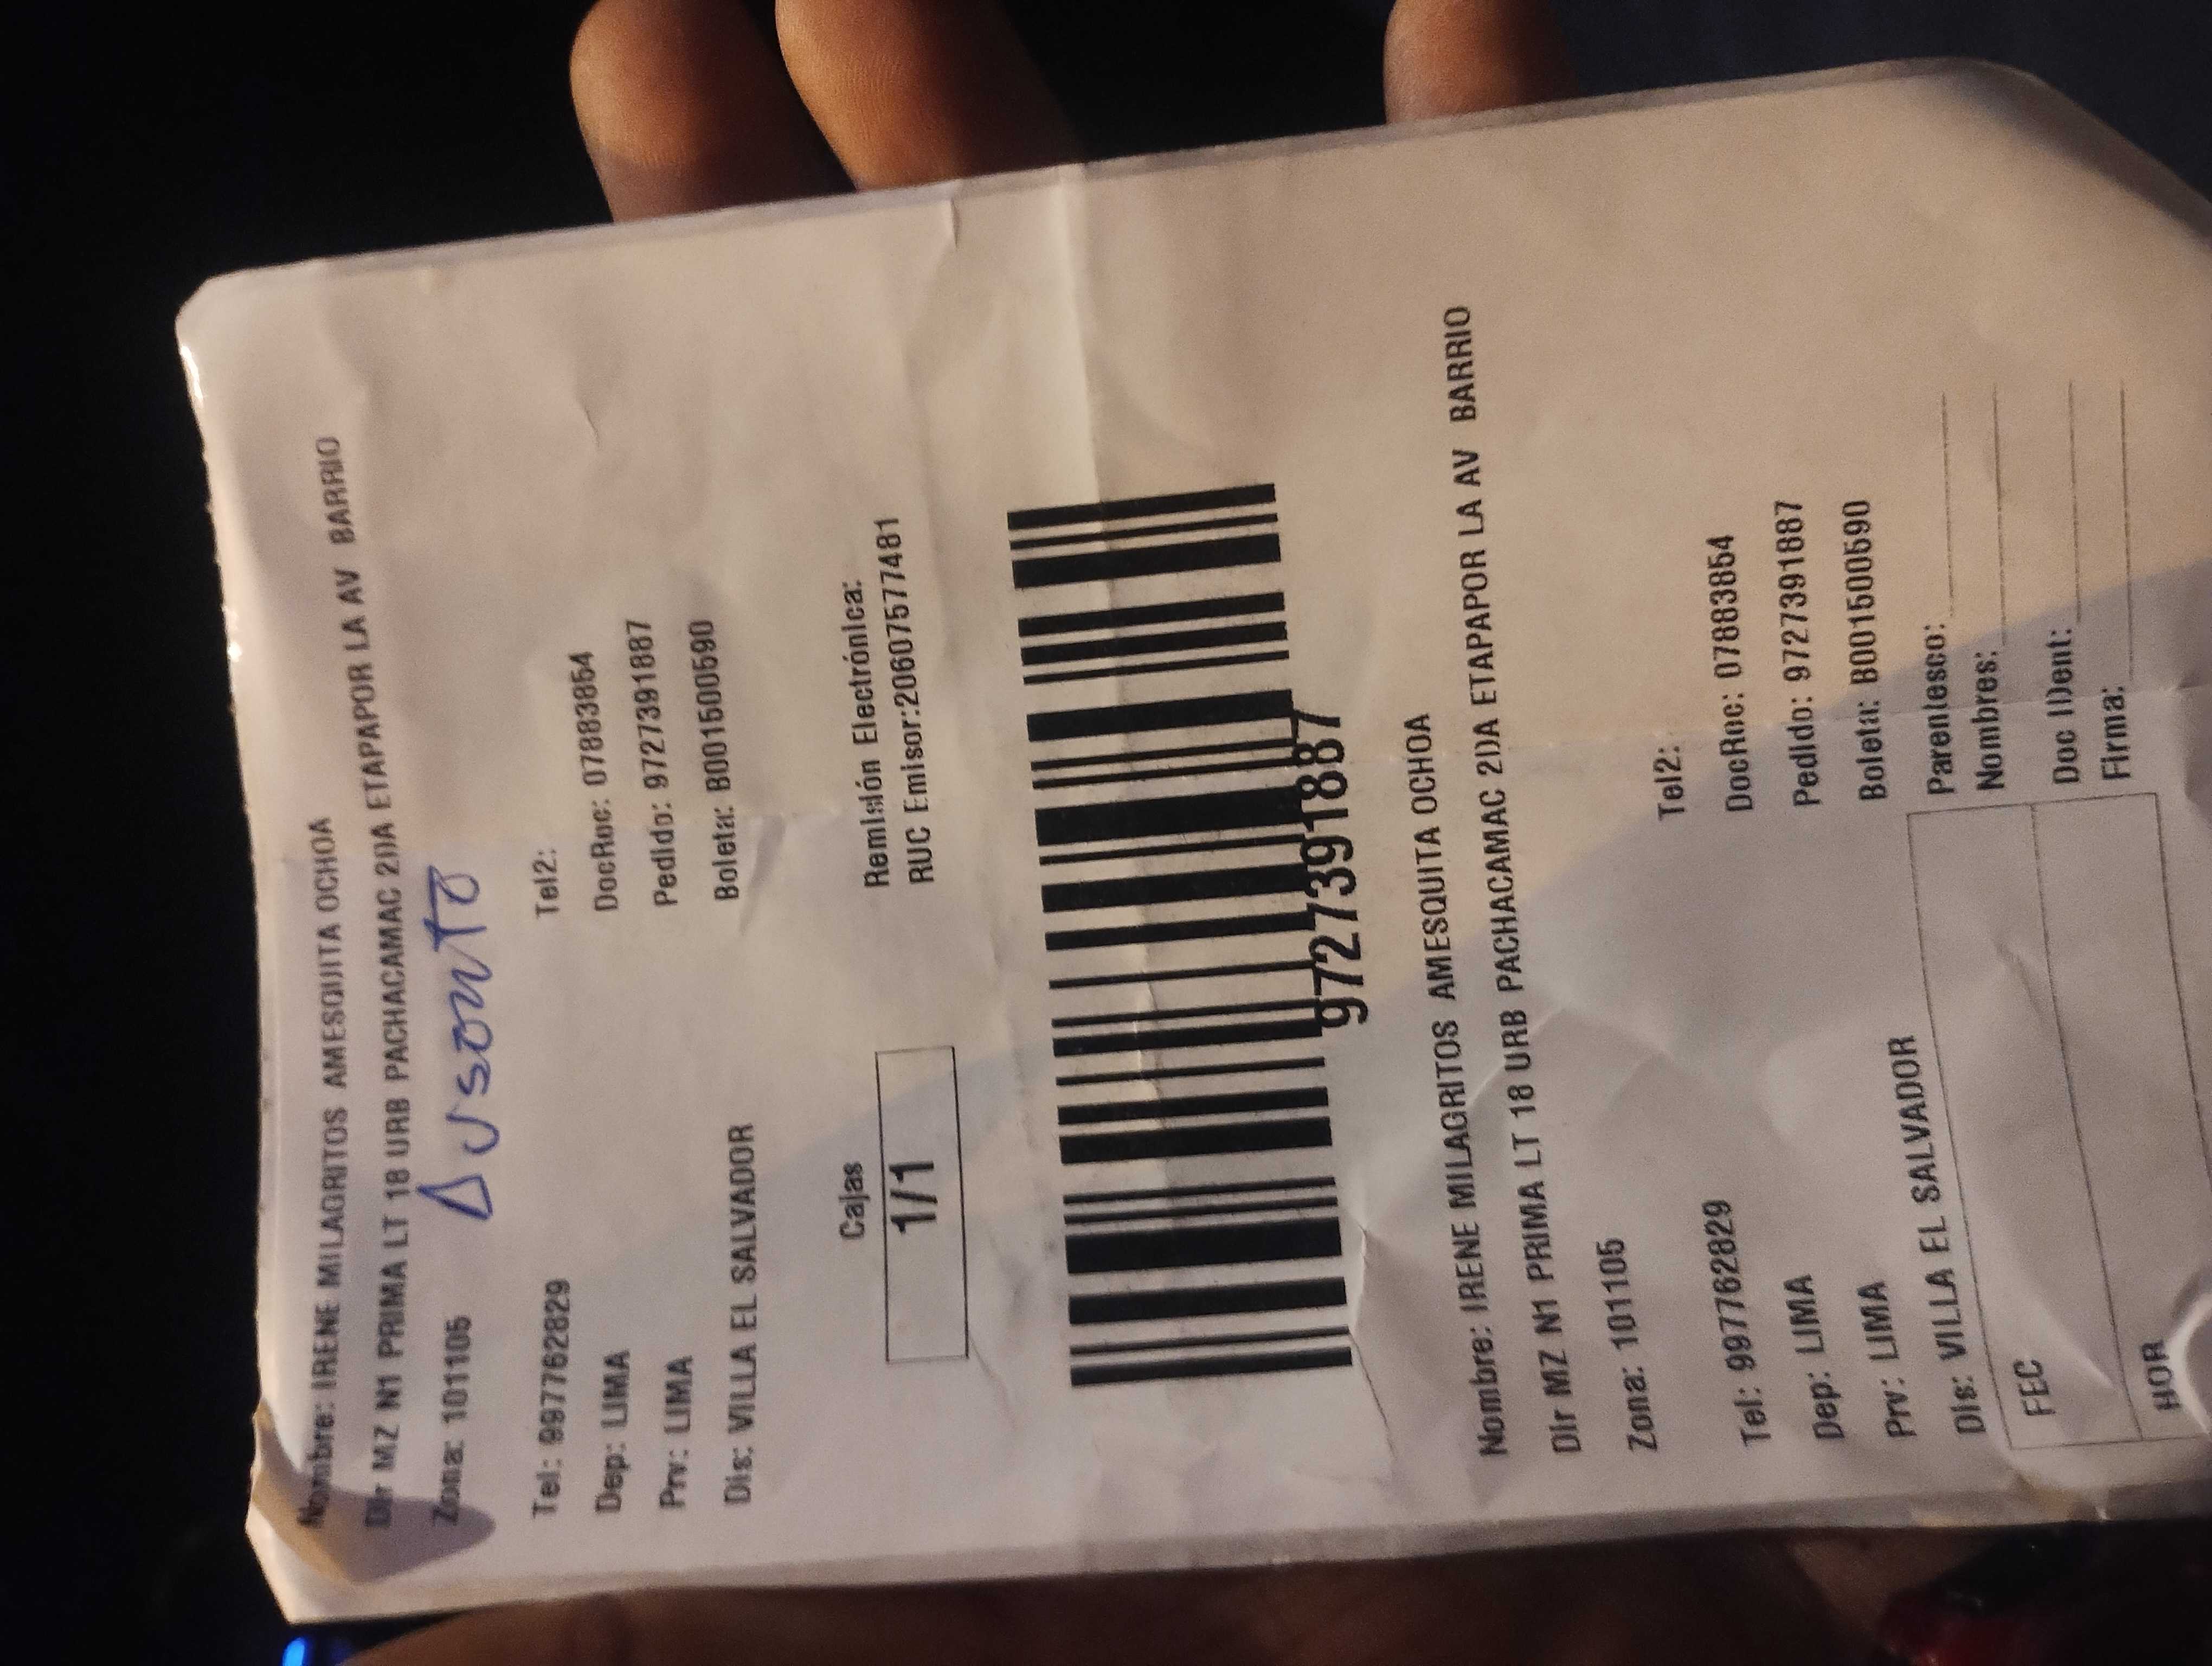 Nombre: IRENE MILAGRITOS AMESQUITA OCHOA
Dir MZ N1 PRIMA LT 18 URB PACHACAMAC 2DA ETAPAPOR LA AV BARRIO
Zona: 101105
Ausonto
Tel: 997762829 Tel2:
Dep: LIMA DocRuc: 07883854
Prv: LIMA Pedido: 9727391887
Dis: VILLA EL SALVADOR Boleta: B001500590
Cajas
1/1
Remisión Electrónica:
RUC Emisor:20607577481
9727391887
Nombre: IRENE MILAGRITOS AMESQUITA OCHOA
Dir MZ N1 PRIMA LT 18 URB PACHACAMAC 2DA ETAPAPOR LA AV BARRIO
Zona: 101105
Tel: 997762829 Tel2:
Dep: LIMA DocRuc: 07883854
Prv: LIMA Pedido: 9727391887
Dis: VILLA EL SALVADOR Boleta: B001500590
FEC
HOR
Parentesco:
Nombres:
Doc IDent:
Firma: